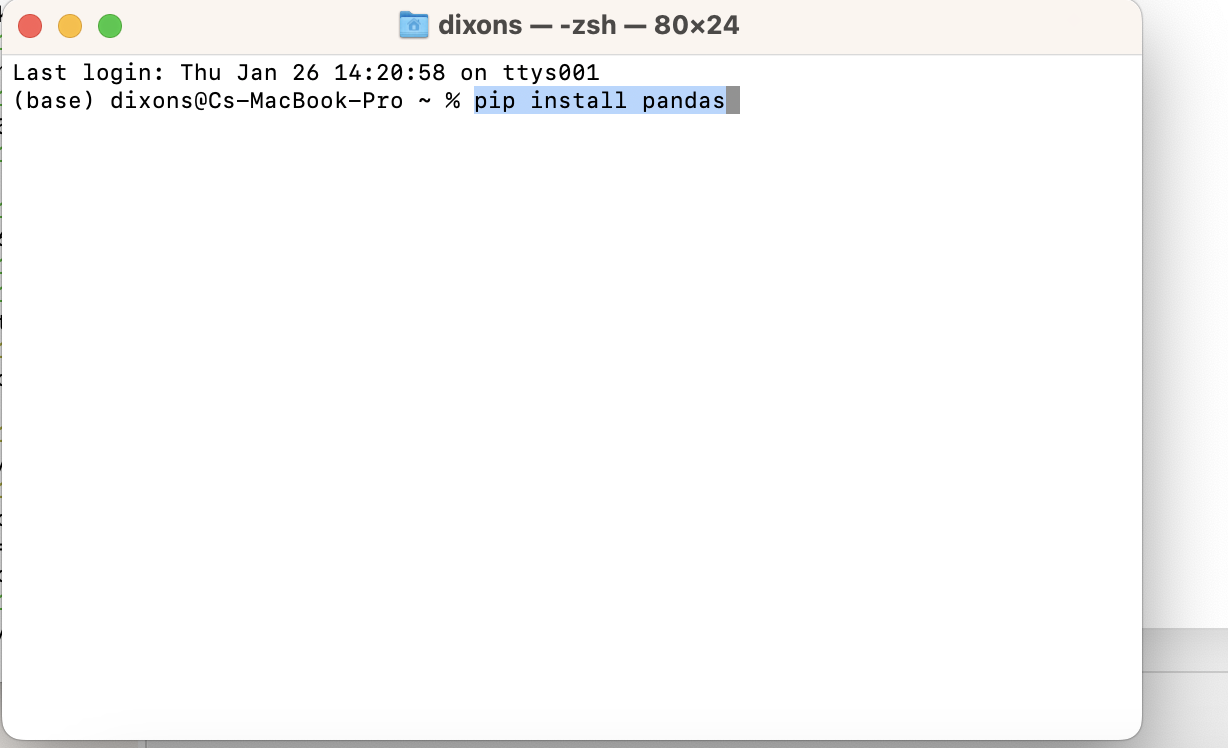 dixons — -zsh — 80×24
Last login: Thu Jan 26 14:20:58 on ttys001
(base) dixons@Cs-MacBook-Pro ~ % pip install pandas